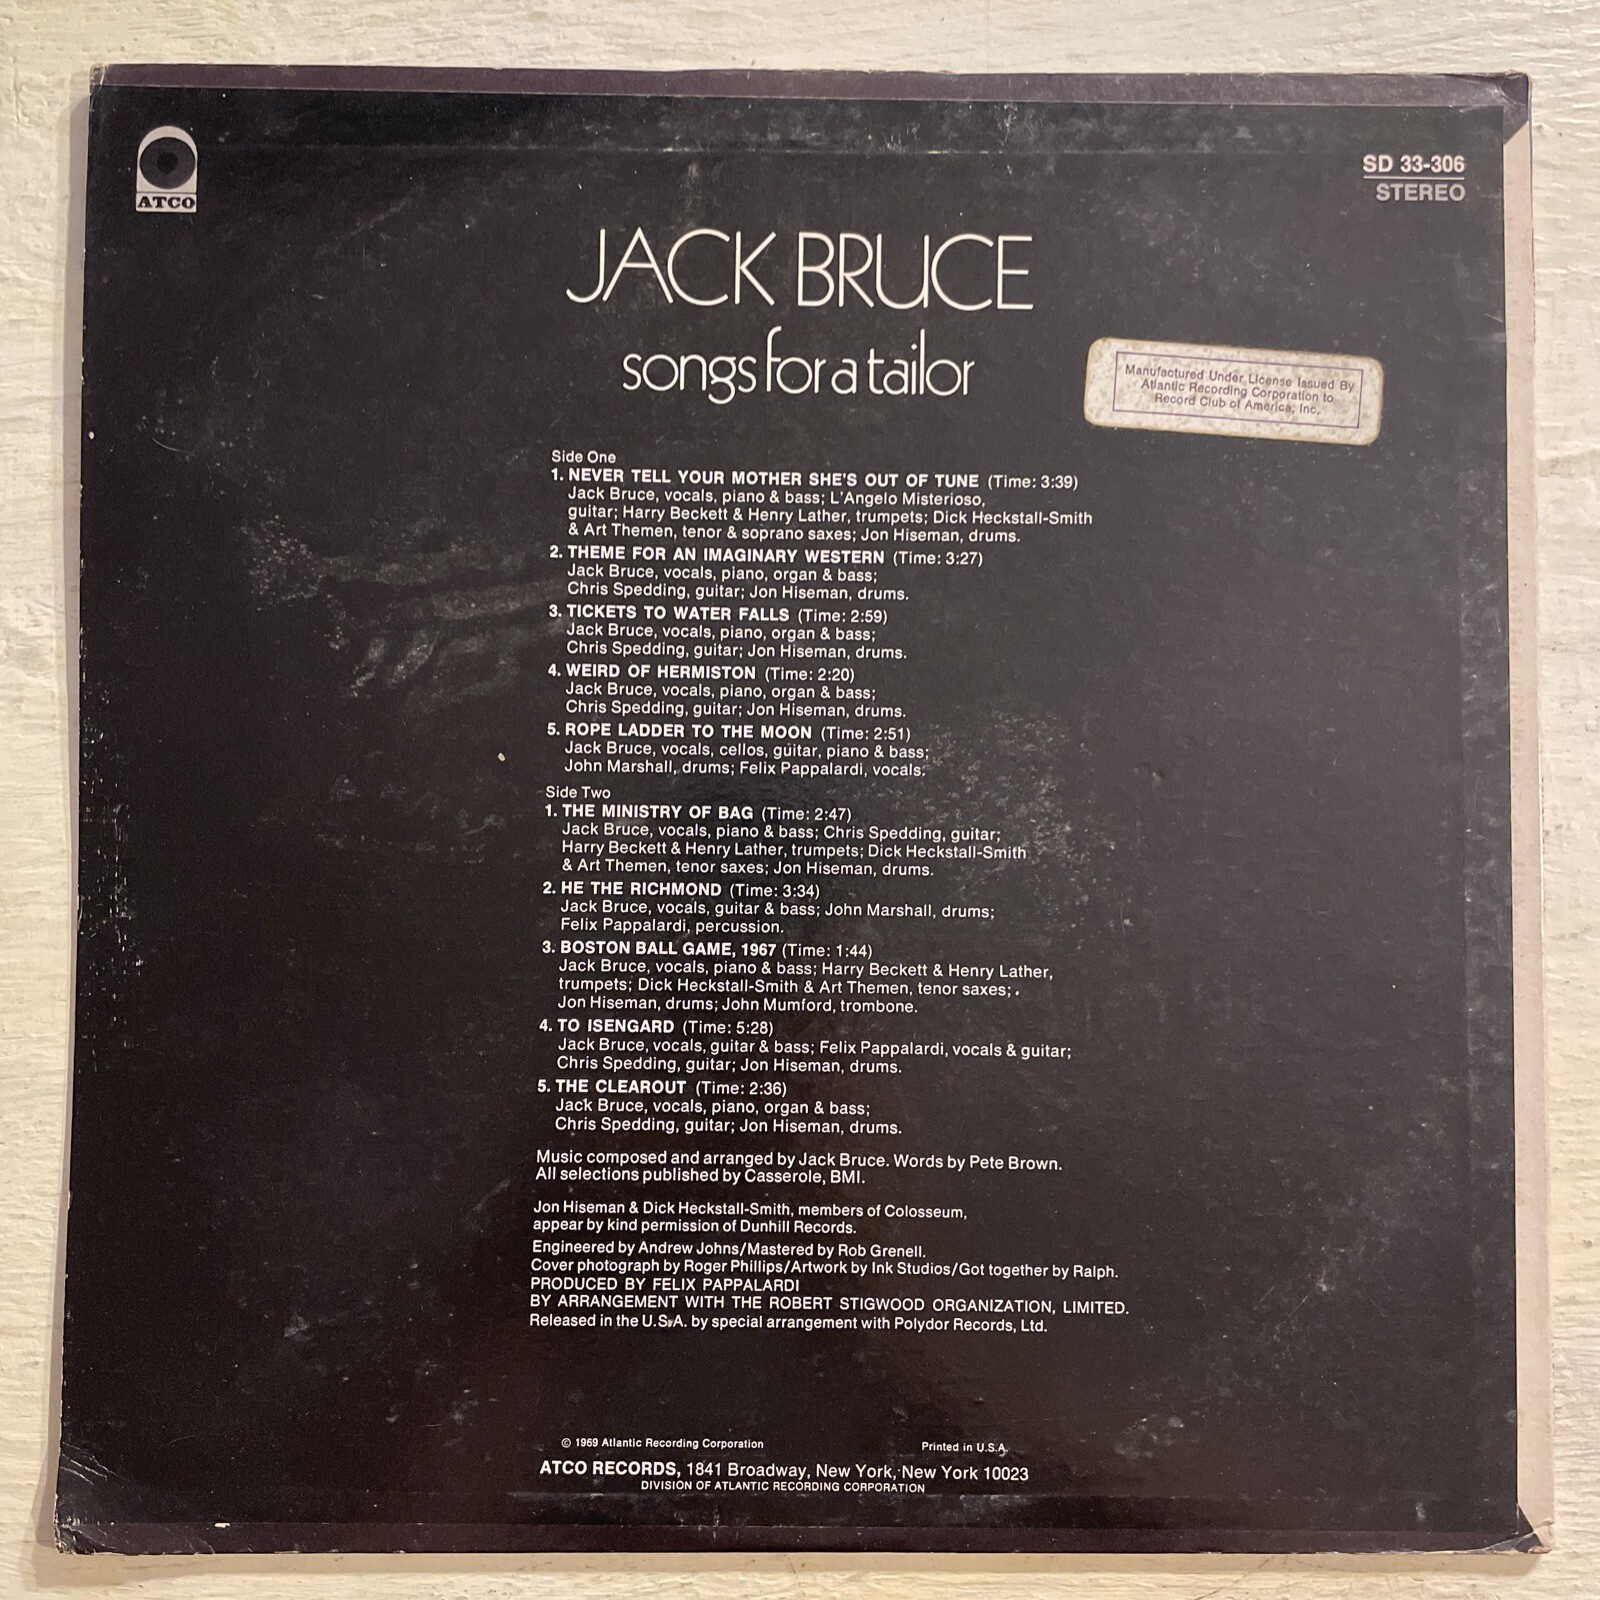 ATCO
SD 33-306
STEREO
JACK BRUCE
songs for a tailor
Manufactured Under License Issued By
Atlantic Recording Corporation to
Record Club of America, Inc.
Side One
1. NEVER TELL YOUR MOTHER SHE'S OUT OF TUNE (Time: 3:39)
Jack Bruce, vocals, piano & bass; L'Angelo Misterioso,
guitar; Harry Beckett & Henry Lather, trumpets; Dick Heckstall-Smith
& Art Themen, tenor & soprano saxes; Jon Hiseman, drums.
2. THEME FOR AN IMAGINARY WESTERN (Time: 3:27)
Jack Bruce, vocals, piano, organ & bass;
Chris Spedding, guitar; Jon Hiseman, drums.
3. TICKETS TO WATER FALLS (Time: 2:59)
Jack Bruce, vocals, piano, organ & bass;
Chris Spedding, guitar; Jon Hiseman, drums.
4. WEIRD OF HERMISTON (Time: 2:20)
Jack Bruce, vocals, piano, organ & bass;
Chris Spedding, guitar; Jon Hiseman, drums.
5. ROPE LADDER TO THE MOON (Time: 2:51)
Jack Bruce, vocals, cellos, guitar, piano & bass;
John Marshall, drums; Felix Pappalardi, vocals.
Side Two
1. THE MINISTRY OF BAG (Time: 2:47)
Jack Bruce, vocals, piano & bass; Chris Spedding, guitar;
Harry Beckett & Henry Lather, trumpets; Dick Heckstall-Smith
& Art Themen, tenor saxes; Jon Hiseman, drums.
2. HE THE RICHMOND (Time: 3:34)
Jack Bruce, vocals, guitar & bass; John Marshall, drums;
Felix Pappalardi, percussion.
3. BOSTON BALL GAME, 1967 (Time: 1:44)
Jack Bruce, vocals, piano & bass; Harry Beckett & Henry Lather,
trumpets; Dick Heckstall-Smith & Art Themen, tenor saxes;
Jon Hiseman, drums; John Mumford, trombone.
4. TO ISENGARD (Time: 5:28)
Jack Bruce, vocals, guitar & bass; Felix Pappalardi, vocals & guitar;
Chris Spedding, guitar; Jon Hiseman, drums.
5. THE CLEAROUT (Time: 2:36)
Jack Bruce, vocals, piano, organ & bass;
Chris Spedding, guitar; Jon Hiseman, drums.
Music composed and arranged by Jack Bruce. Words by Pete Brown.
All selections published by Casserole, BMI.
Jon Hiseman & Dick Heckstall-Smith, members of Colosseum,
appear by kind permission of Dunhill Records.
Engineered by Andrew Johns/Mastered by Rob Grenell.
Cover photograph by Roger Phillips/Artwork by Ink Studios/Got together by Ralph.
PRODUCED BY FELIX PAPPALARDI
BY ARRANGEMENT WITH THE ROBERT STIGWOOD ORGANIZATION, LIMITED.
Released in the U.S.A. by special arrangement with Polydor Records, Ltd.
© 1969 Atlantic Recording Corporation Printed in U.S.A.
ATCO RECORDS, 1841 Broadway, New York, New York 10023
DIVISION OF ATLANTIC RECORDING CORPORATION